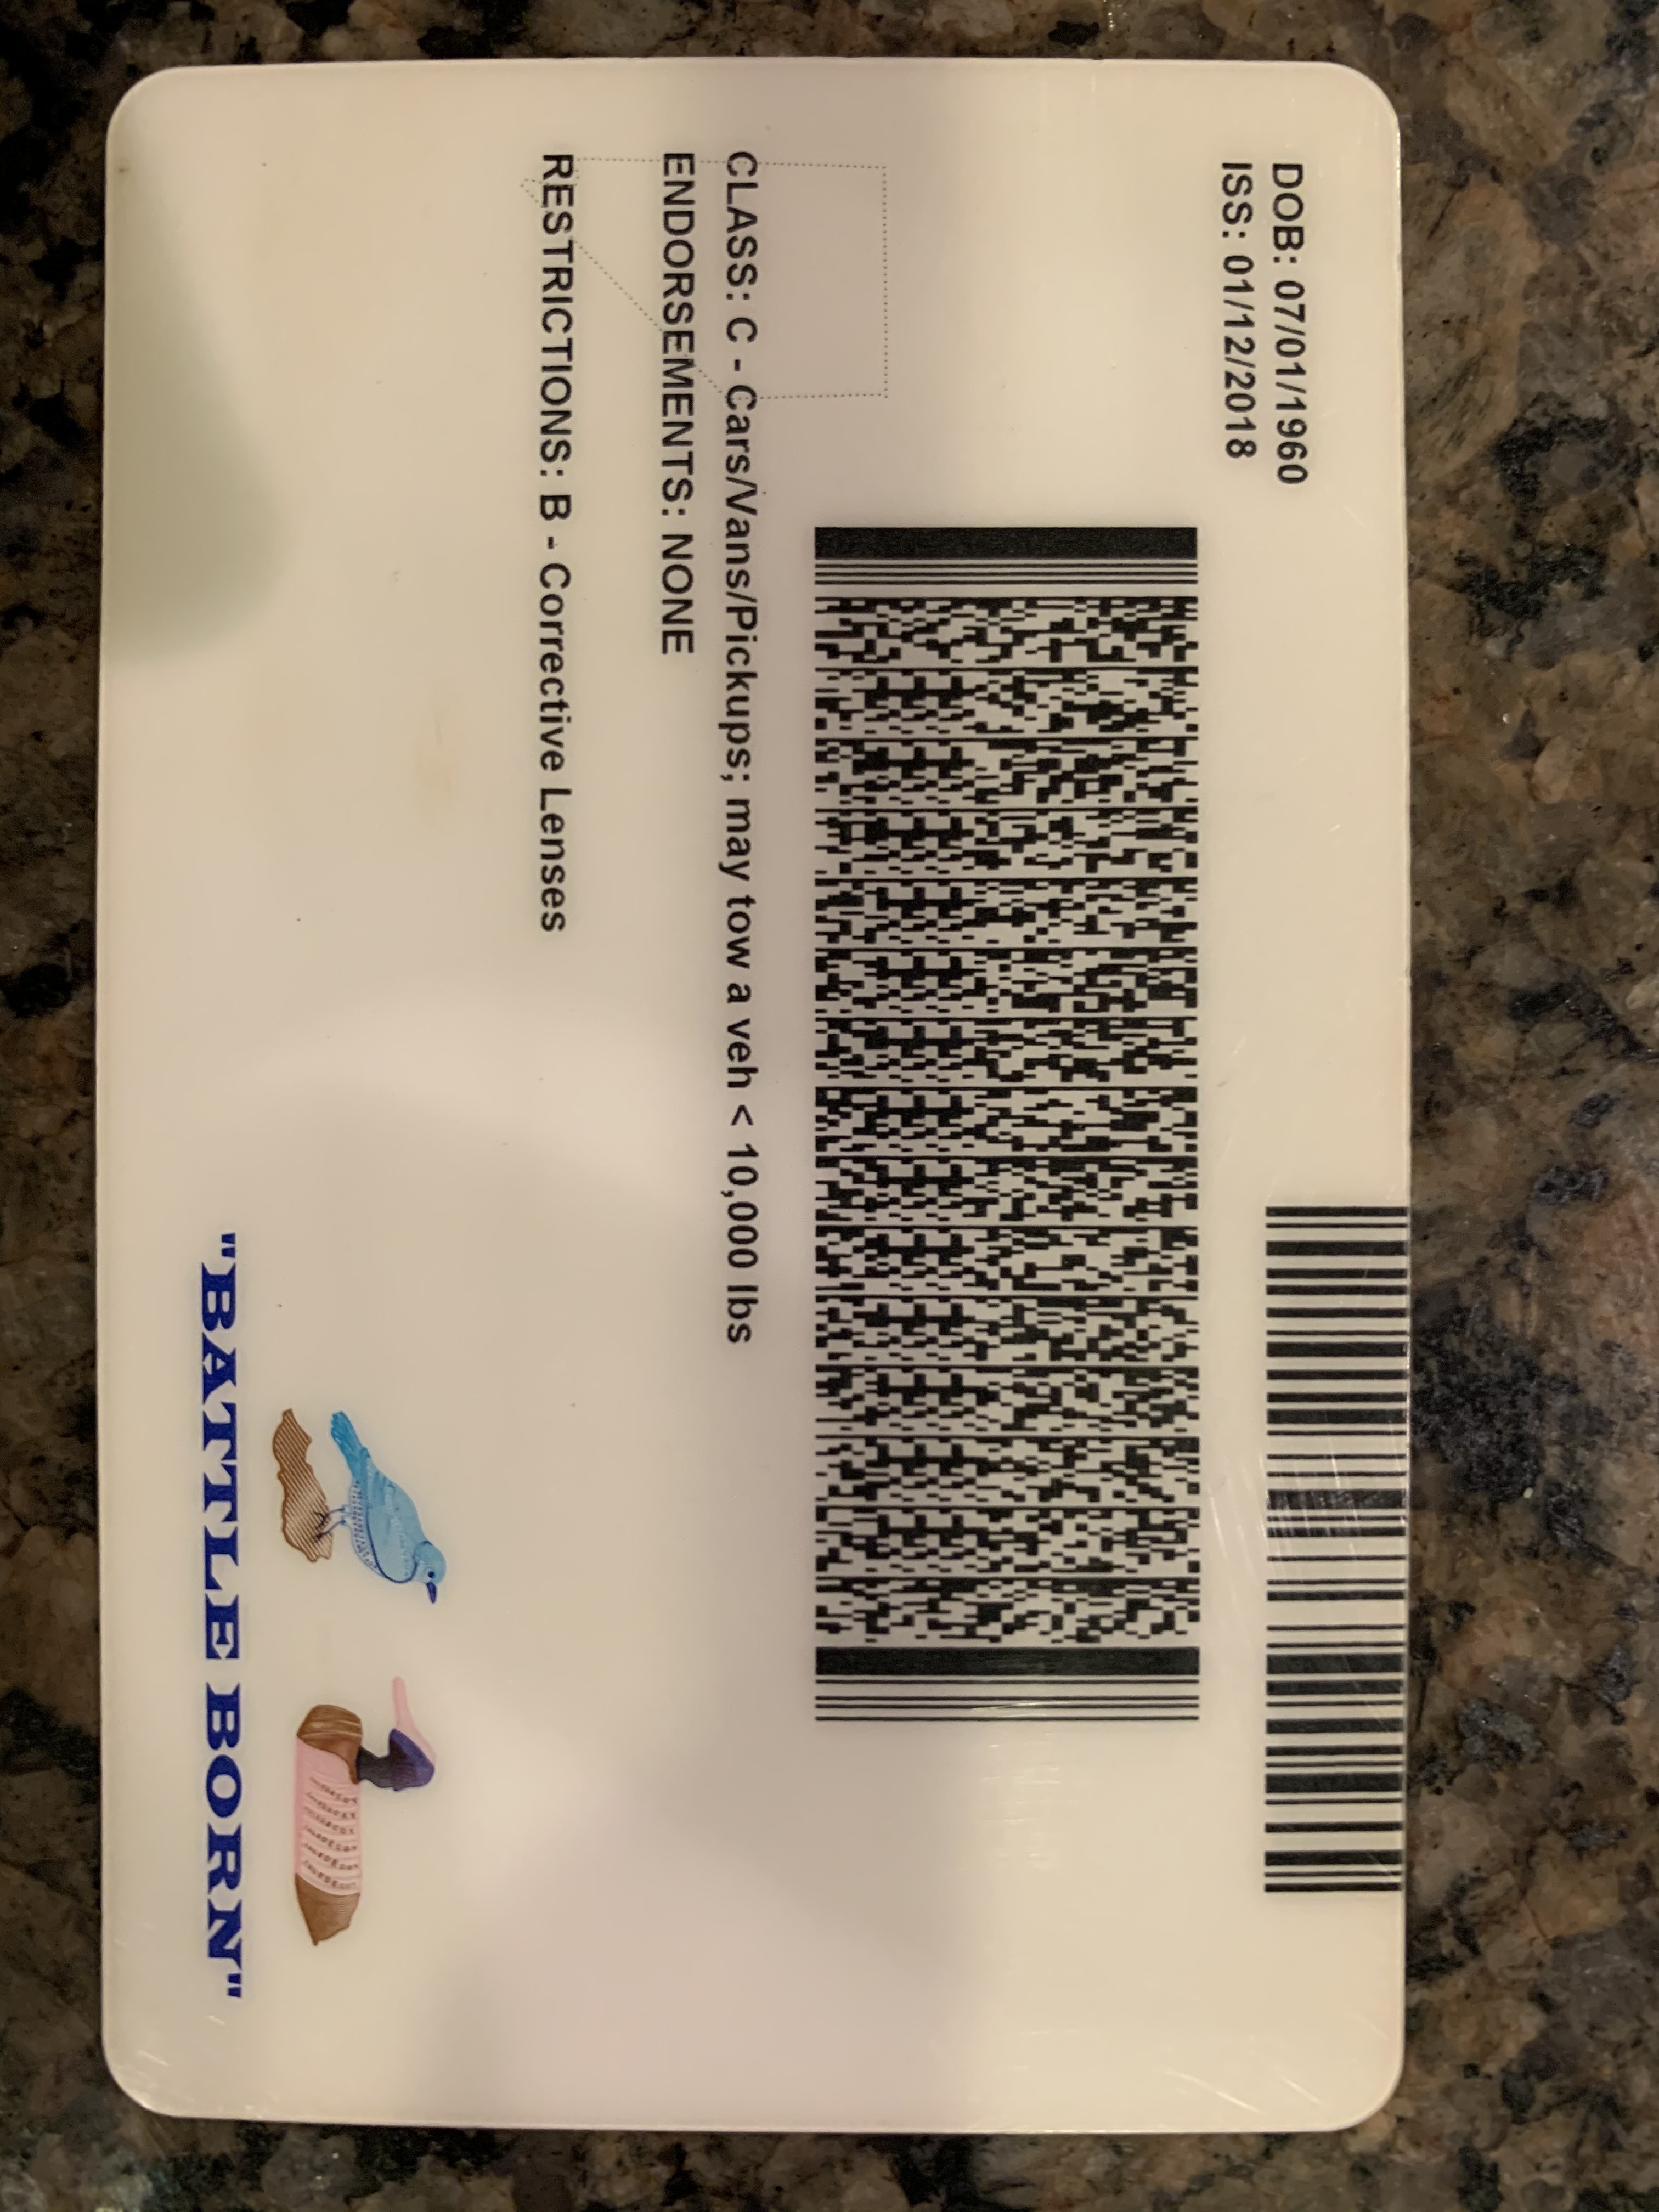 DOB: 07/01/1960
ISS: 01/12/2018
CLASS: C - Cars/Vans/Pickups; may tow a veh < 10,000 lbs
ENDORSEMENTS: NONE
RESTRICTIONS: B - Corrective Lenses
"BATTLE BORN"